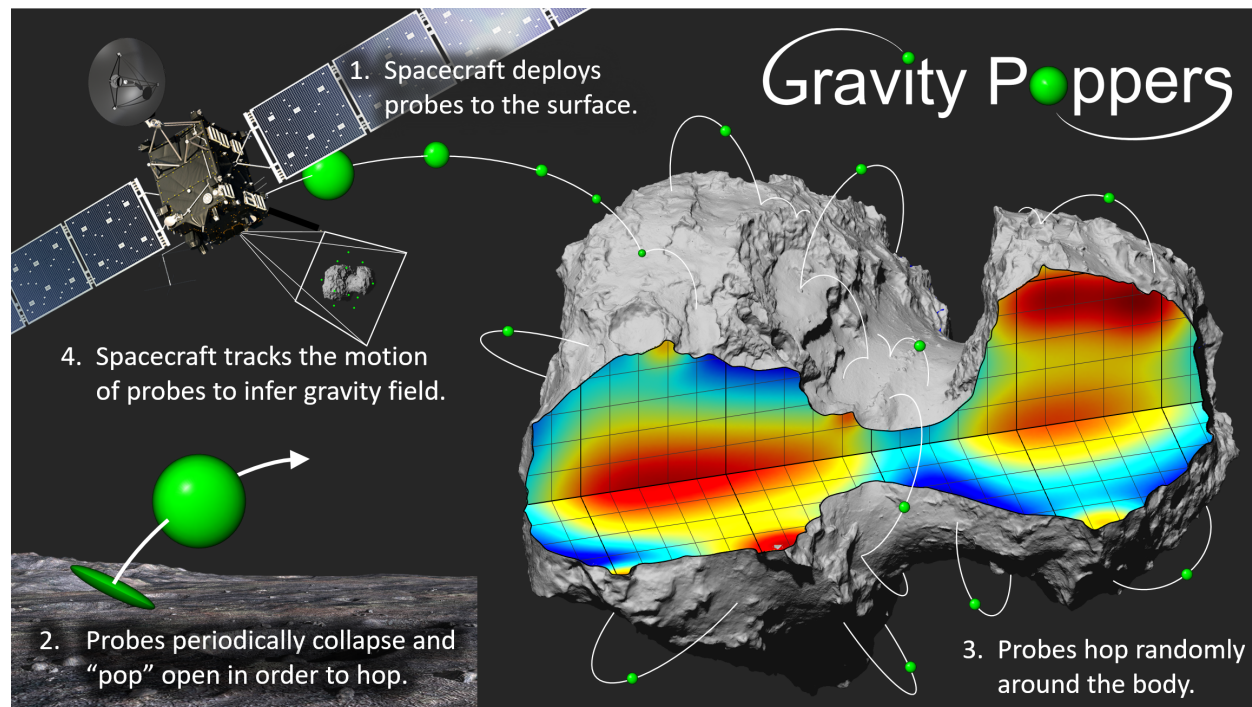 Gravity Poppers
1. Spacecraft deploys
probes to the surface.
4. Spacecraft tracks the motion
of probes to infer gravity field.
2. Probes periodically collapse and
“pop” open in order to hop.
3. Probes hop randomly
around the body.